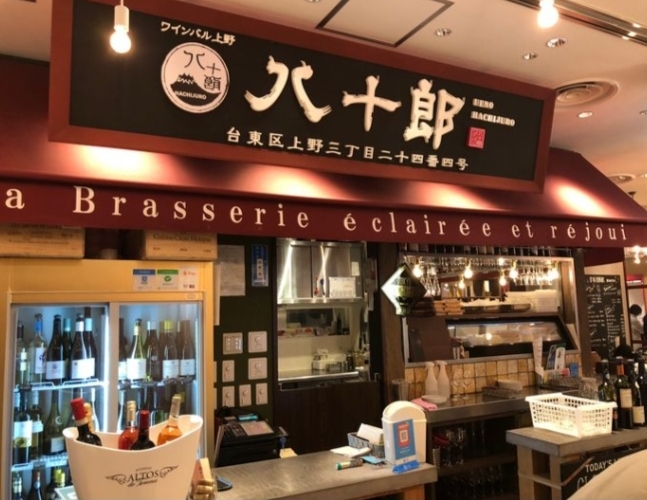 ワインバル上野
八十郎
HACHIJURO
八十郎
UENO
HACHIJURO
台東区上野三丁目二十四番四号
a Brasserie éclairée et réjoui
ALTOS
TODAY'S